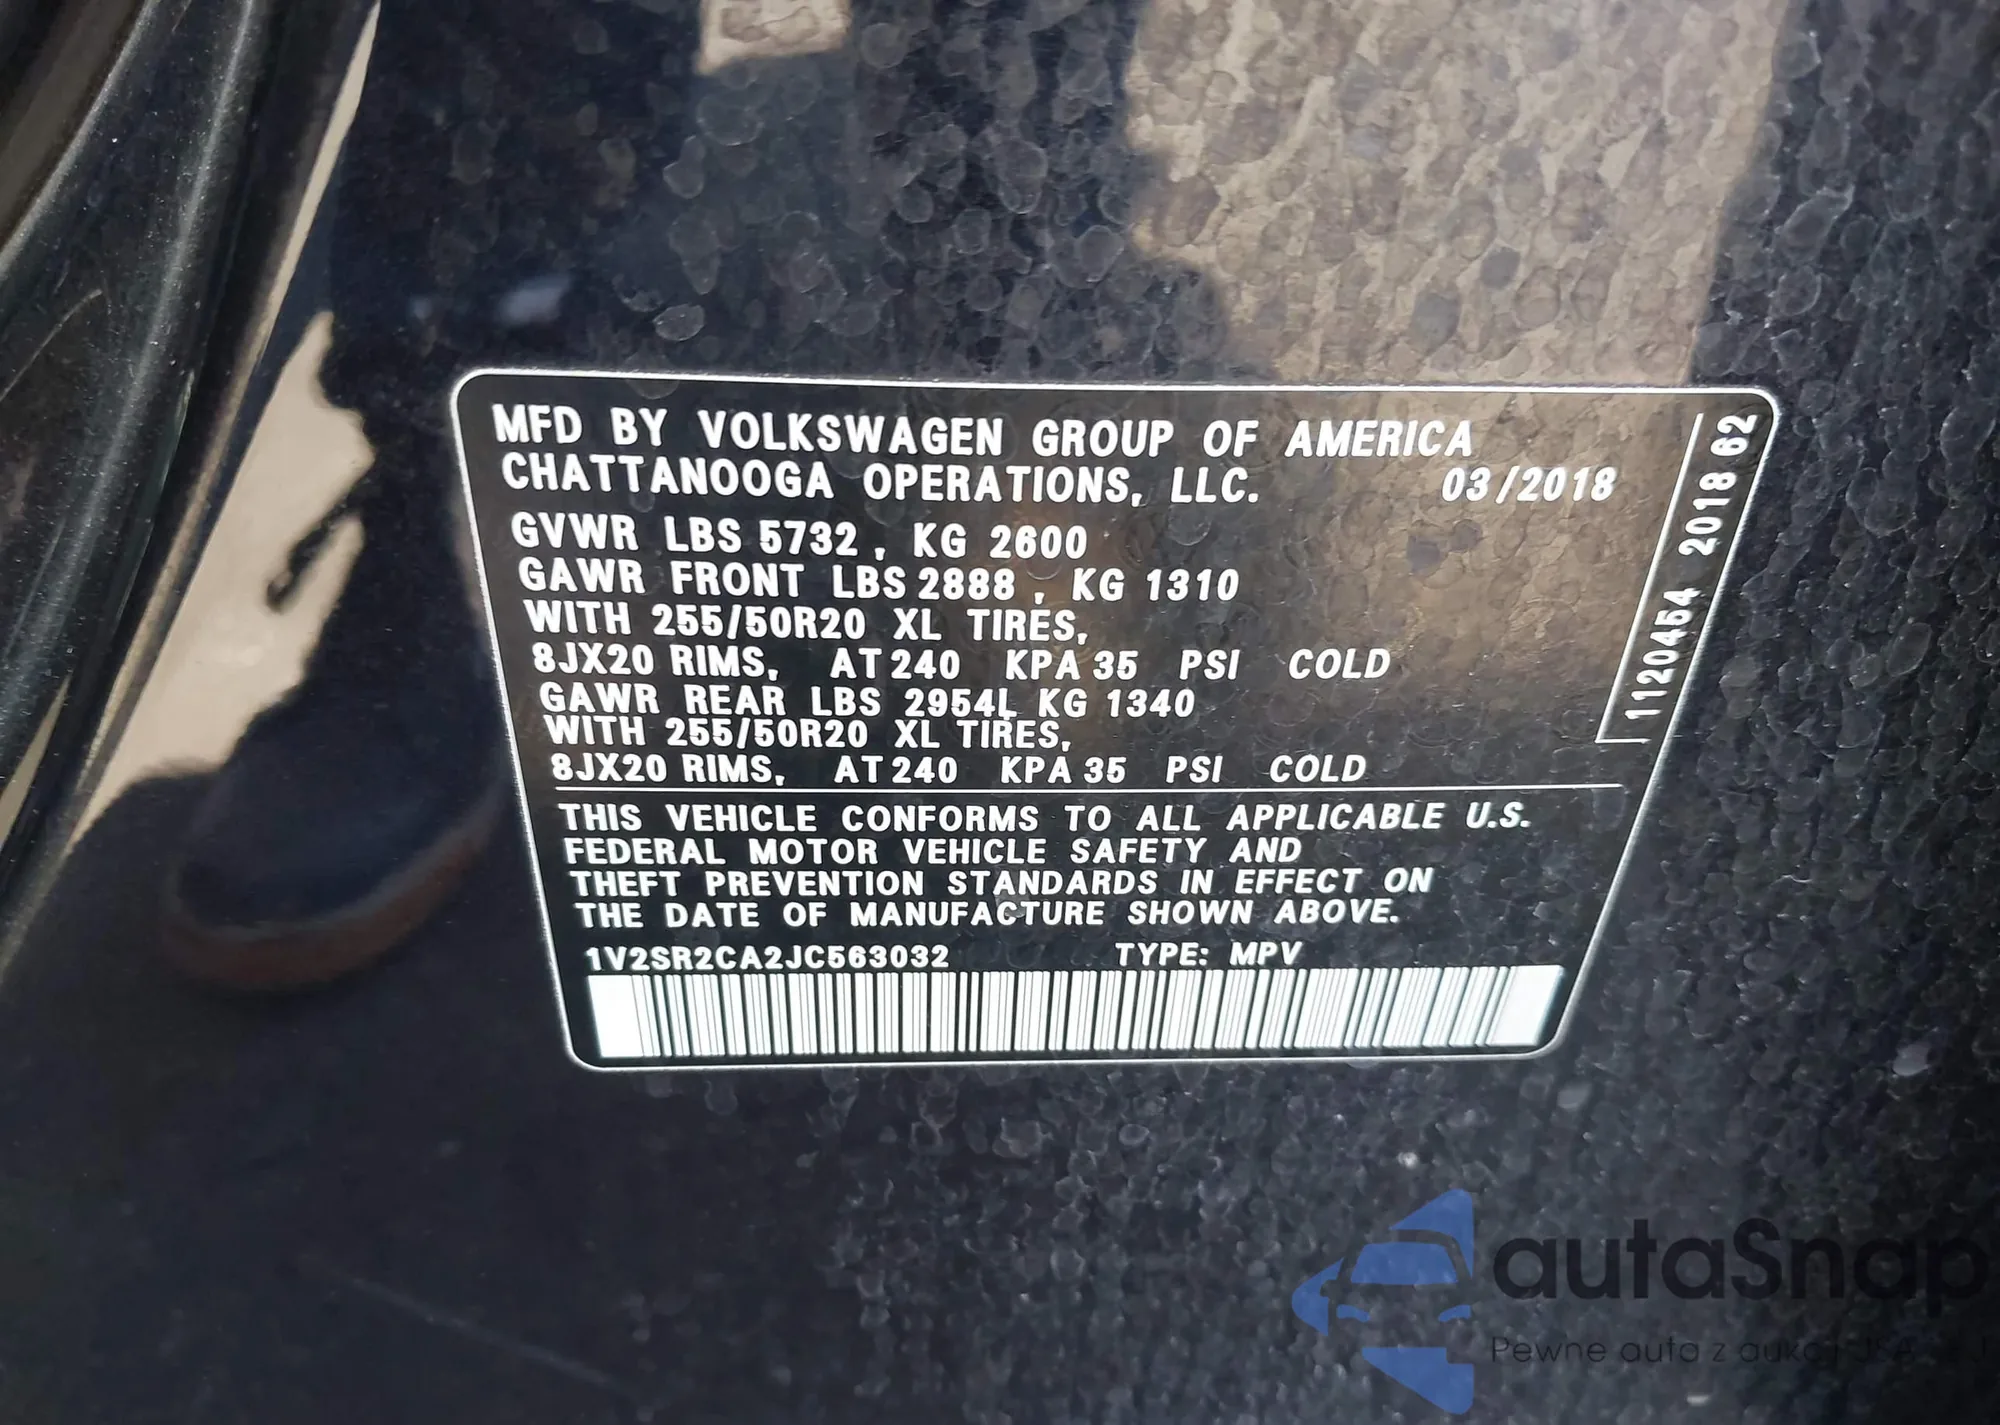 MFD BY VOLKSWAGEN GROUP OF AMERICA
CHATTANOOGA OPERATIONS, LLC. 03/2018
GVWR LBS 5732, KG 2600
GAWR FRONT LBS 2888, KG 1310
WITH 255/50R20 XL TIRES,
8JX20 RIMS, AT 240 KPA 35 PSI COLD
GAWR REAR LBS 2954L KG 1340
WITH 255/50R20 XL TIRES,
8JX20 RIMS, AT 240 KPA 35 PSI COLD
THIS VEHICLE CONFORMS TO ALL APPLICABLE U.S.
FEDERAL MOTOR VEHICLE SAFETY AND
THEFT PREVENTION STANDARDS IN EFFECT ON
THE DATE OF MANUFACTURE SHOWN ABOVE.
1V2SR2CA2JC563032 TYPE: MPV
1120454 2018 62
autaSnap
Pewne auta z aukcji USA